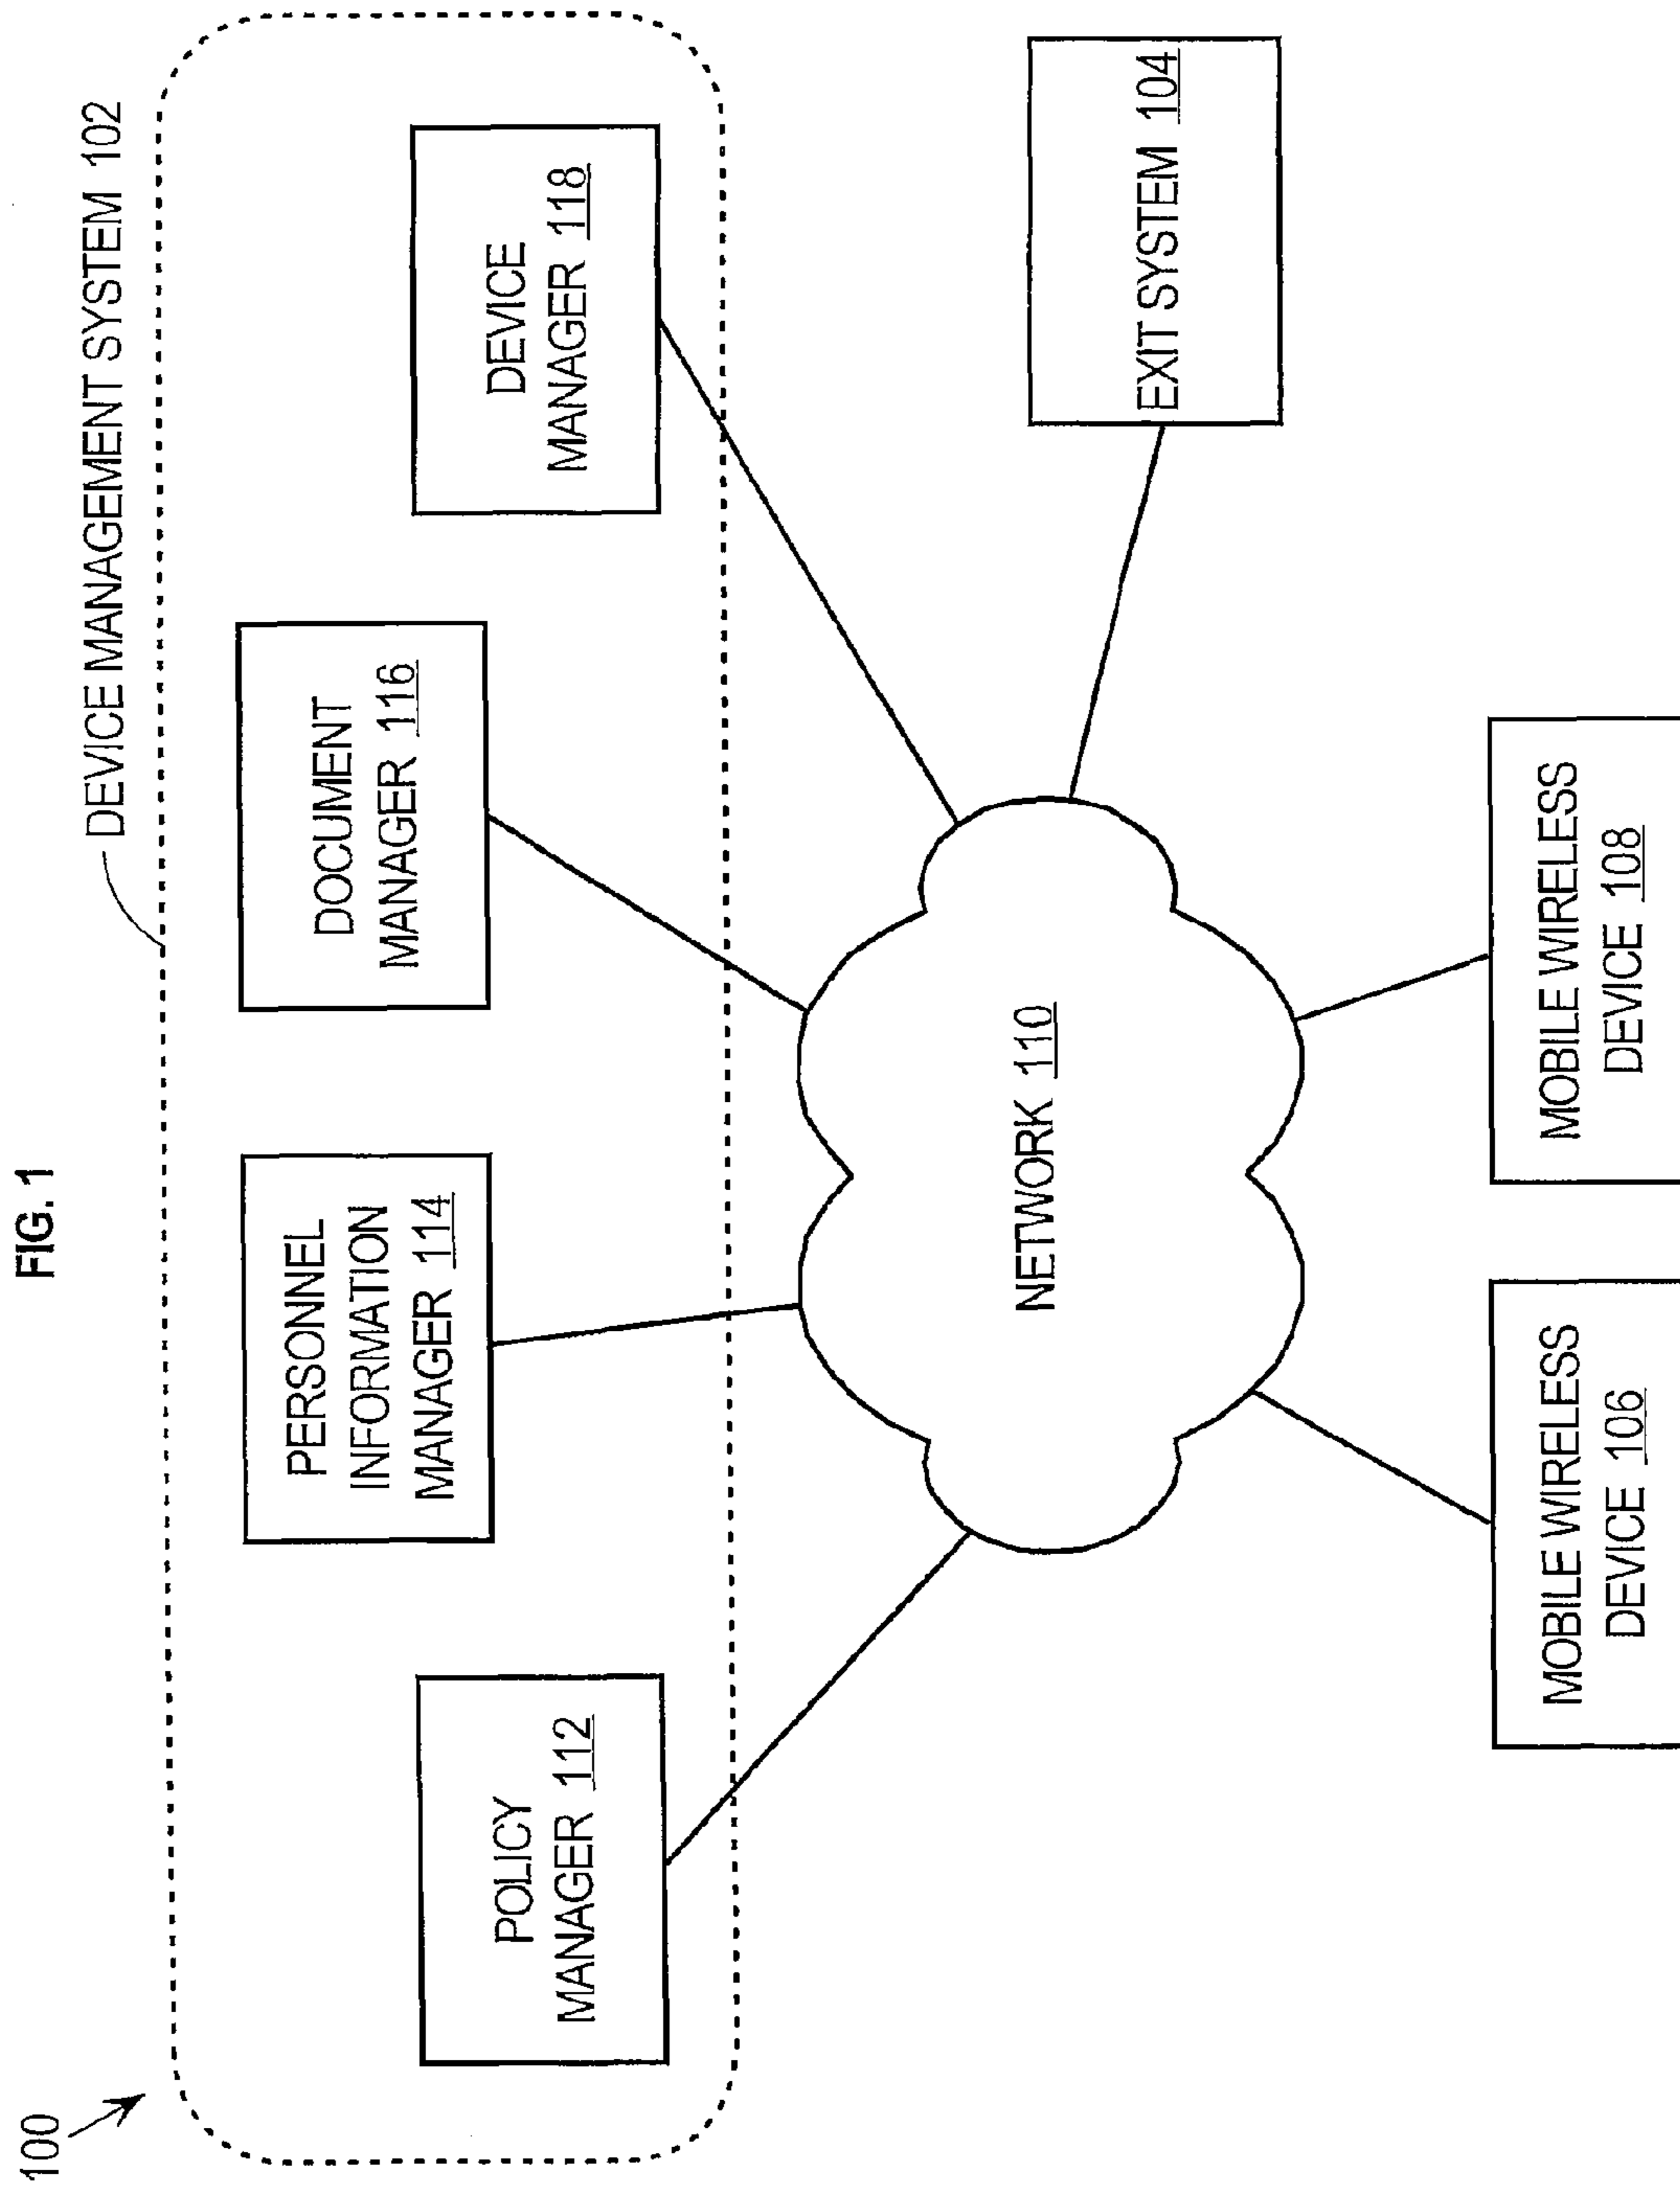 FIG. 1
100
DEVICE MANAGEMENT SYSTEM 102
POLICY
MANAGER 112
PERSONNEL
INFORMATION
MANAGER 114
DOCUMENT
MANAGER 116
DEVICE
MANAGER 118
NETWORK 110
EXIT SYSTEM 104
MOBILE WIRELESS
DEVICE 106
MOBILE WIRELESS
DEVICE 108